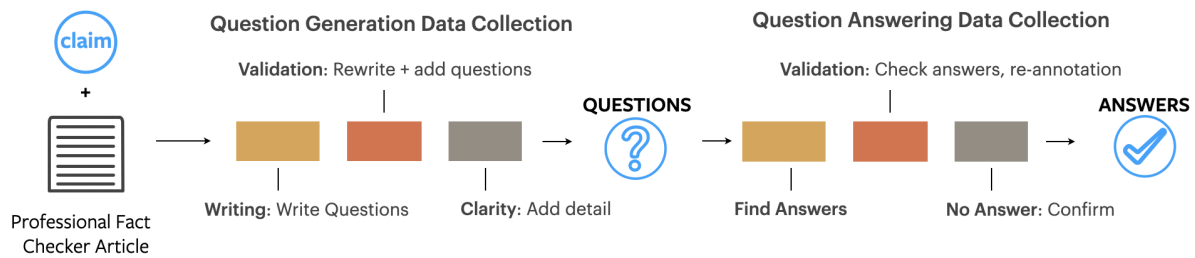 claim
+
Professional Fact
Checker Article
Question Generation Data Collection
Validation: Rewrite + add questions
Writing: Write Questions
Clarity: Add detail
QUESTIONS
?
Question Answering Data Collection
Validation: Check answers, re-annotation
Find Answers
No Answer: Confirm
ANSWERS